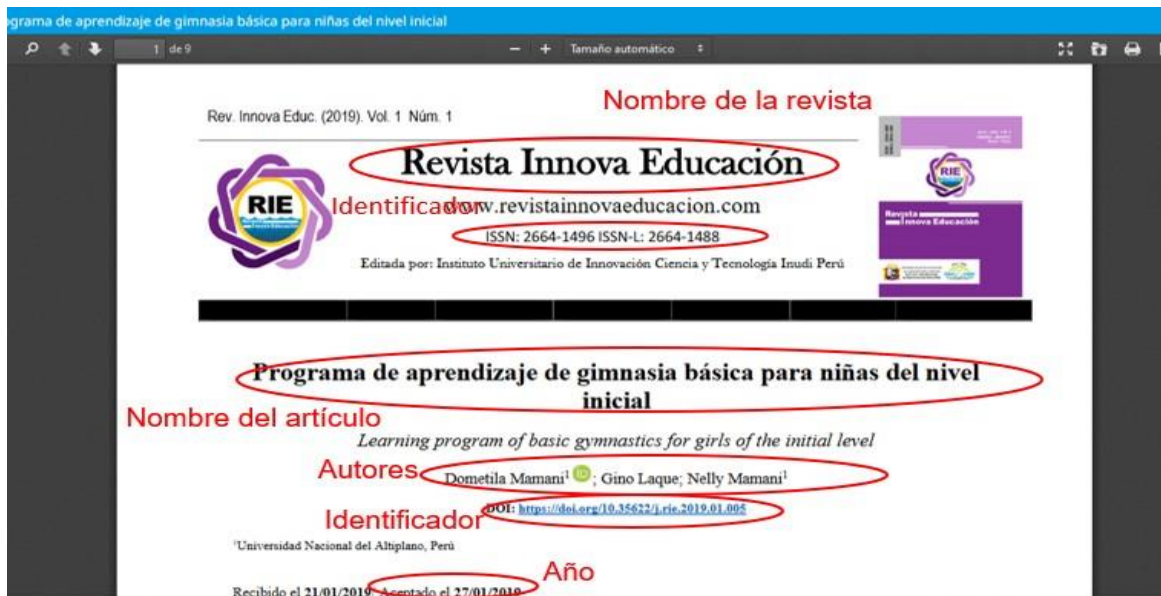 ograma de aprendizaje de gimnasia básica para niñas del nivel inicial
1 de 9
Tamaño automático
Rev. Innova Educ. (2019). Vol. 1 Núm. 1
Nombre de la revista
Revista Innova Educación
RIE
Identificador
www.revistainnovaeducacion.com
ISSN: 2664-1496 ISSN-L: 2664-1488
Editada por: Instituto Universitario de Innovación Ciencia y Tecnología Inudi Perú
RIE
Revista
Innova Educación
Programa de aprendizaje de gimnasia básica para niñas del nivel
inicial
Nombre del artículo
Learning program of basic gymnastics for girls of the initial level
Autores
Dometila Mamani¹ iD; Gino Laque; Nelly Mamani¹
Identificador
DOI: https://doi.org/10.35622/j.rie.2019.01.005
¹Universidad Nacional del Altiplano, Perú
Año
Recibido el 21/01/2019/ Aceptado el 27/01/2019